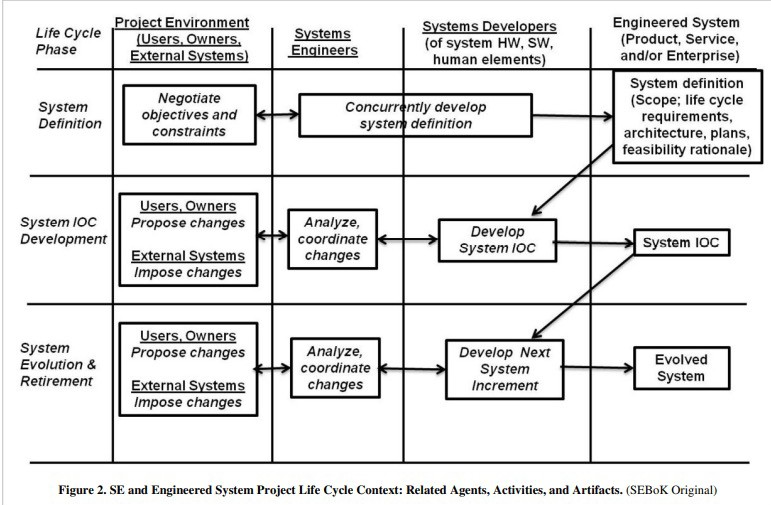 Life Cycle
Phase
Project Environment
(Users, Owners,
External Systems)
Systems
Engineers
Systems Developers
(of system HW, SW,
human elements)
Engineered System
(Product, Service,
and/or Enterprise)
System
Definition
Negotiate
objectives and
constraints
Concurrently develop
system definition
System definition
(Scope; life cycle
requirements,
architecture, plans,
feasibility rationale)
System IOC
Development
Users, Owners
Propose changes
External Systems
Impose changes
Analyze,
coordinate
changes
Develop
System IOC
System IOC
System
Evolution &
Retirement
Users, Owners
Propose changes
External Systems
Impose changes
Analyze,
coordinate
changes
Develop Next
System
Increment
Evolved
System
Figure 2. SE and Engineered System Project Life Cycle Context: Related Agents, Activities, and Artifacts. (SEBoK Original)